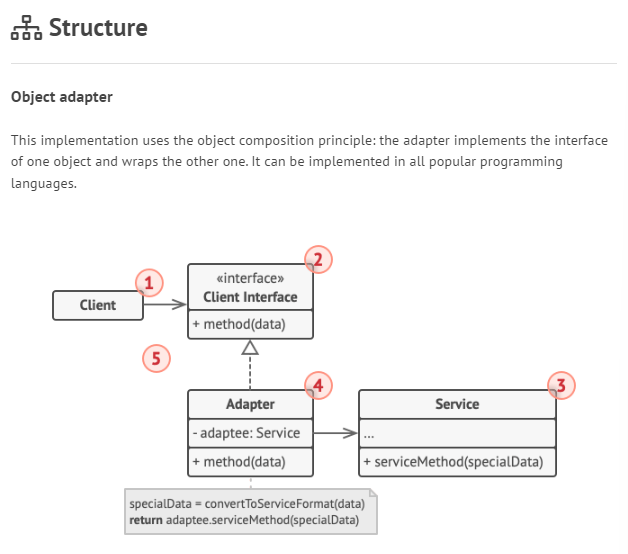 Structure
Object adapter
This implementation uses the object composition principle: the adapter implements the interface
of one object and wraps the other one. It can be implemented in all popular programming
languages.
1
2
«interface»
Client Interface
Client
+ method(data)
5
4
3
Adapter
Service
- adaptee: Service
...
+ method(data)
+ serviceMethod(specialData)
specialData = convertToServiceFormat(data)
return adaptee.serviceMethod(specialData)